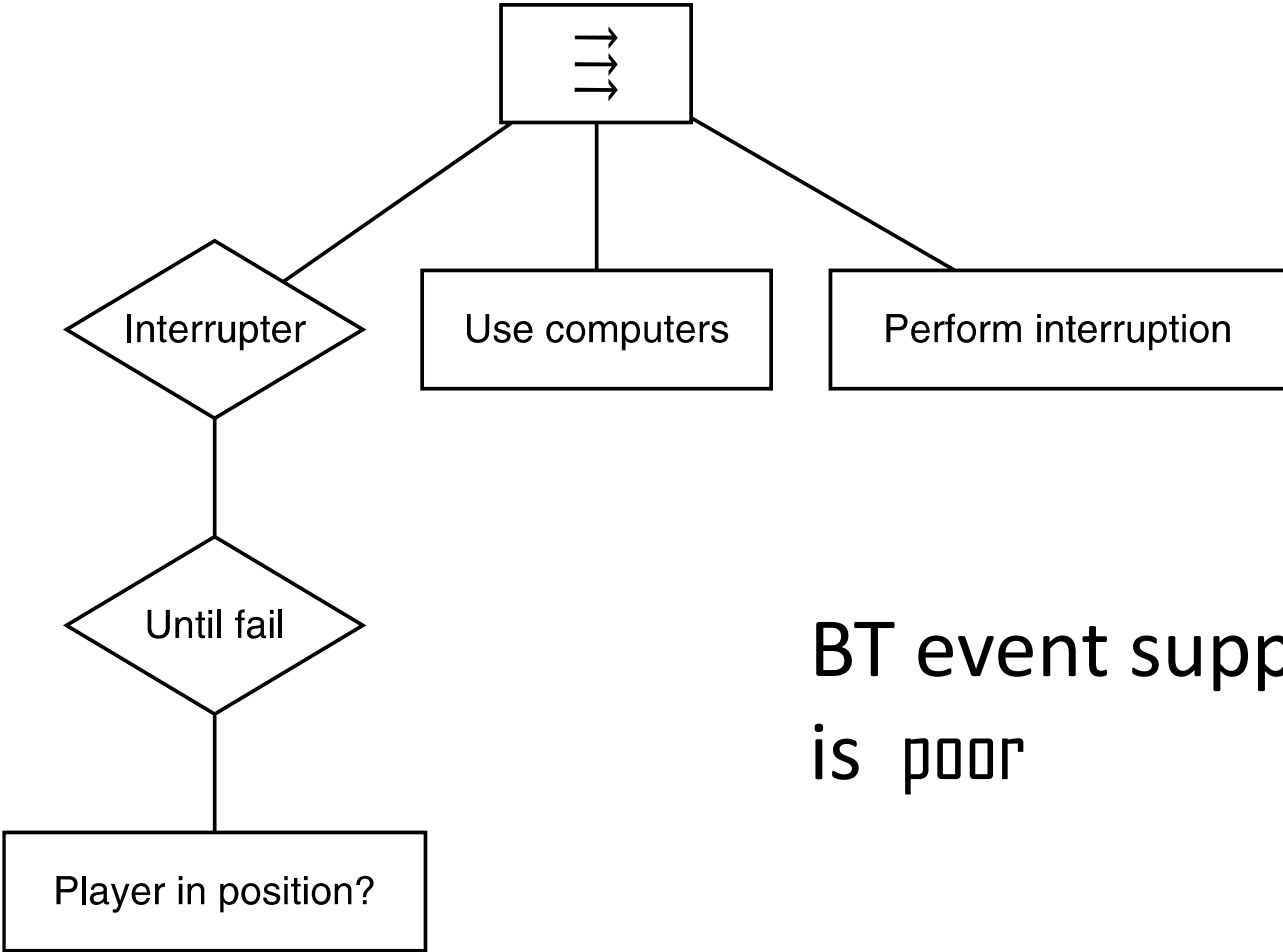 Interrupter
Use computers
Perform interruption
Until fail
BT event supp
is poor
Player in position?